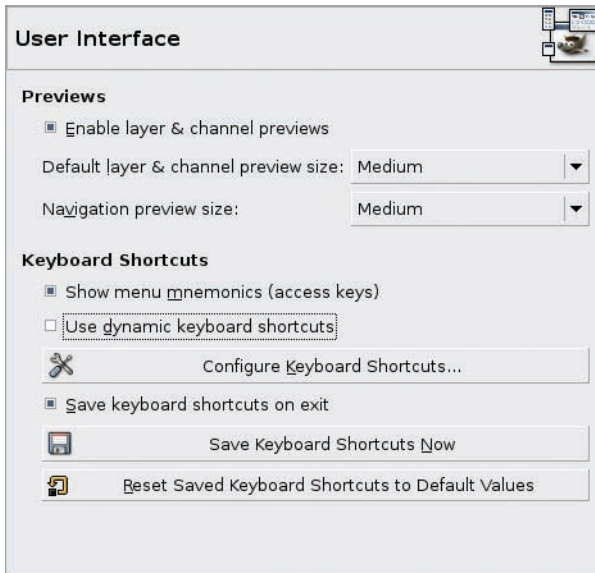 User Interface
Previews
Enable layer & channel previews
Default layer & channel preview size: Medium
Navigation preview size: Medium
Keyboard Shortcuts
Show menu mnemonics (access keys)
Use dynamic keyboard shortcuts
Configure Keyboard Shortcuts...
Save keyboard shortcuts on exit
Save Keyboard Shortcuts Now
Reset Saved Keyboard Shortcuts to Default Values